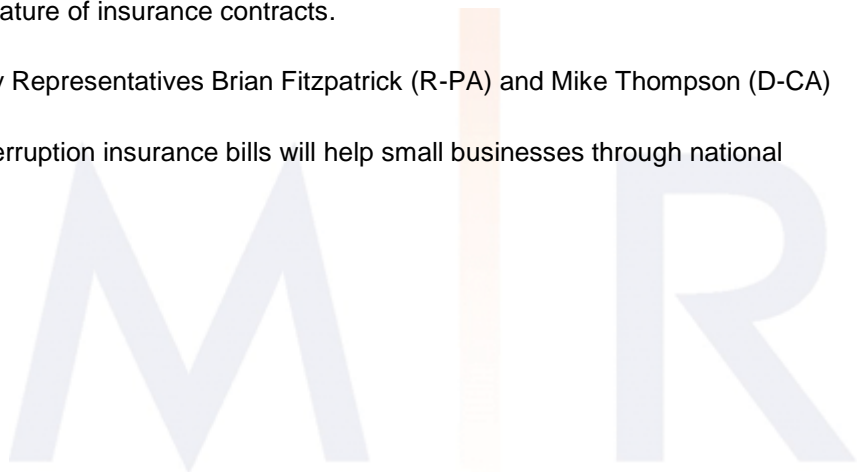 ature of insurance contracts.
y Representatives Brian Fitzpatrick (R-PA) and Mike Thompson (D-CA)
erruption insurance bills will help small businesses through national
M I R